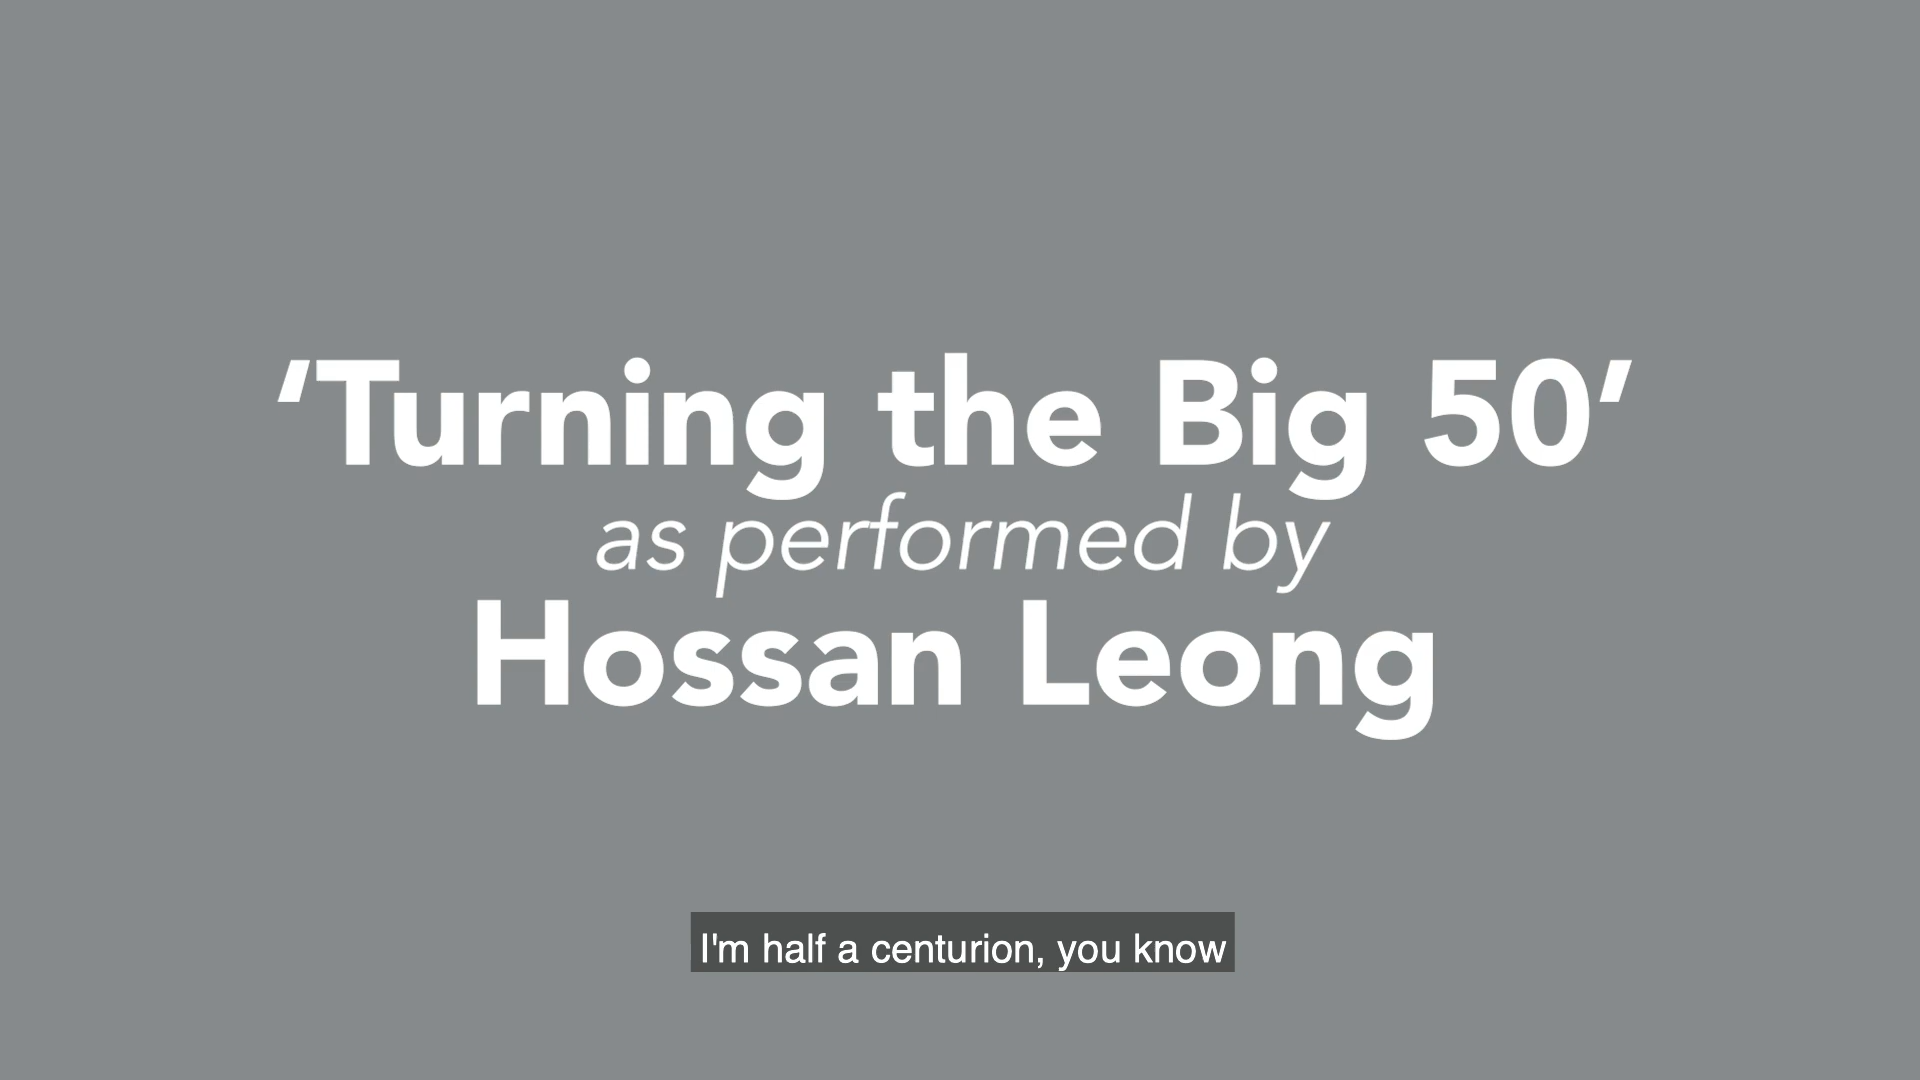 ‘Turning the Big 50’
as performed by
Hossan Leong
I'm half a centurion, you know